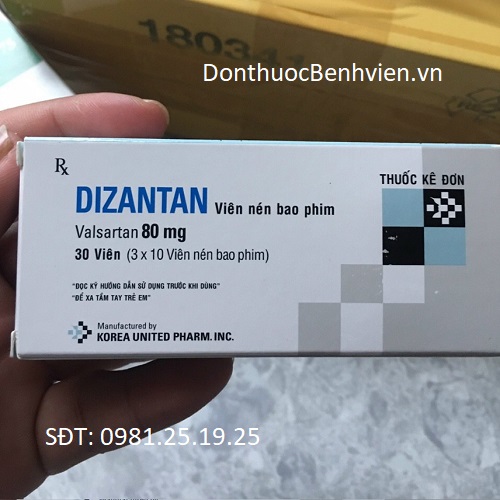 180341
DonthuocBenhvien.vn
Rx
THUỐC KÊ ĐƠN
DIZANTAN Viên nén bao phim
Valsartan 80 mg
30 Viên (3 x 10 Viên nén bao phim)
"ĐỌC KỸ HƯỚNG DẪN SỬ DỤNG TRƯỚC KHI DÙNG"
"ĐỂ XA TẦM TAY TRẺ EM"
Manufactured by
KOREA UNITED PHARM. INC.
SĐT: 0981.25.19.25